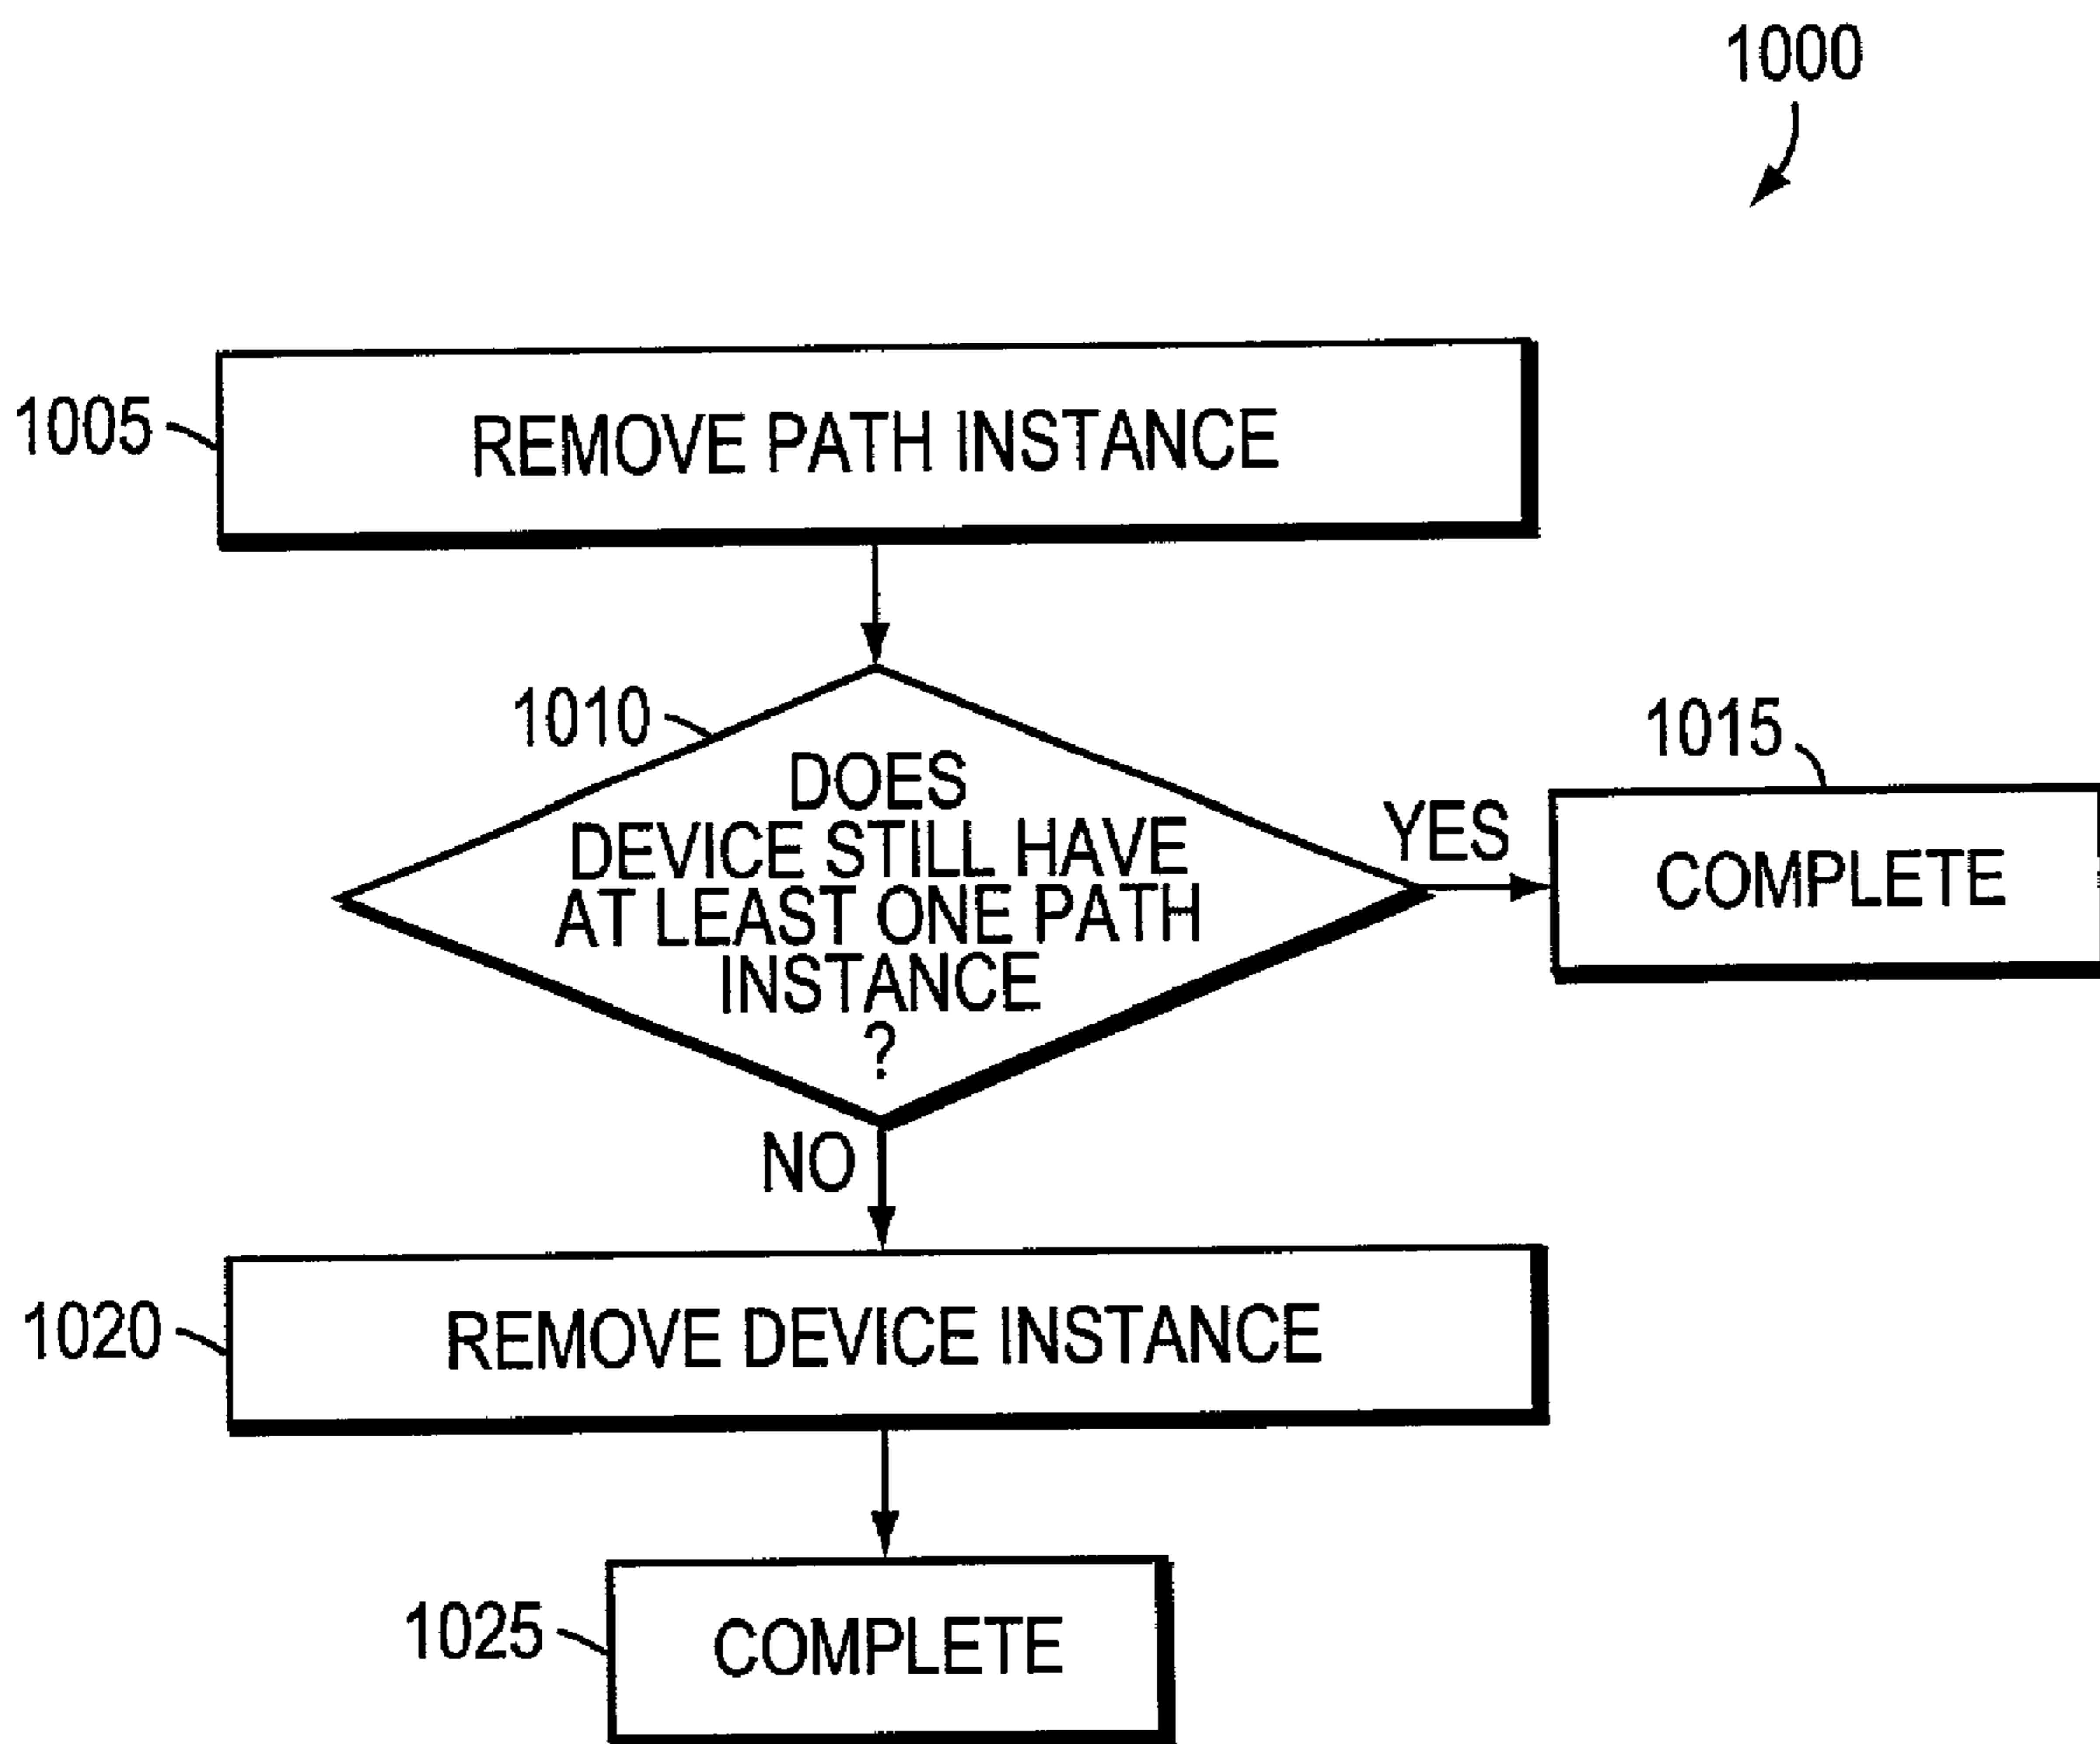 1000
1005
REMOVE PATH INSTANCE
1010
DOES
DEVICE STILL HAVE
AT LEAST ONE PATH
INSTANCE
?
YES
1015
COMPLETE
NO
1020
REMOVE DEVICE INSTANCE
1025
COMPLETE